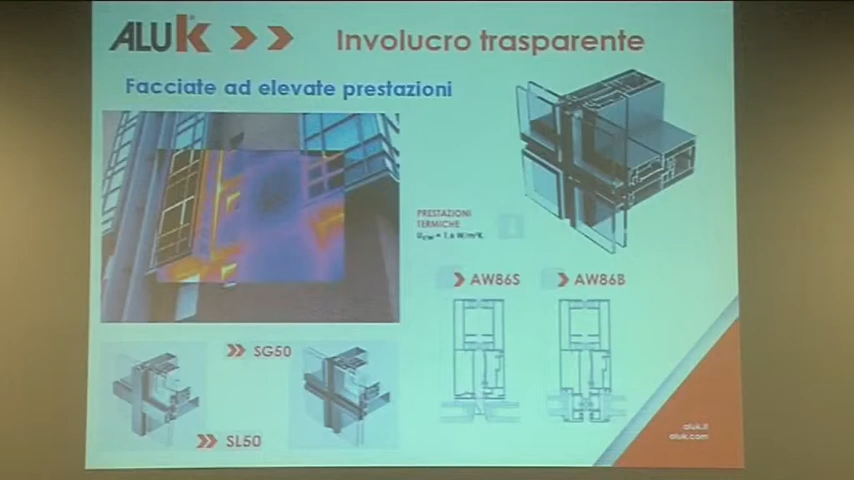 ALUK
Involucro trasparente
Facciate ad elevate prestazioni
PRESTAZIONI
TERMICHE
AW86S
AW86B
SG50
SL50
aluk.it
aluk.com